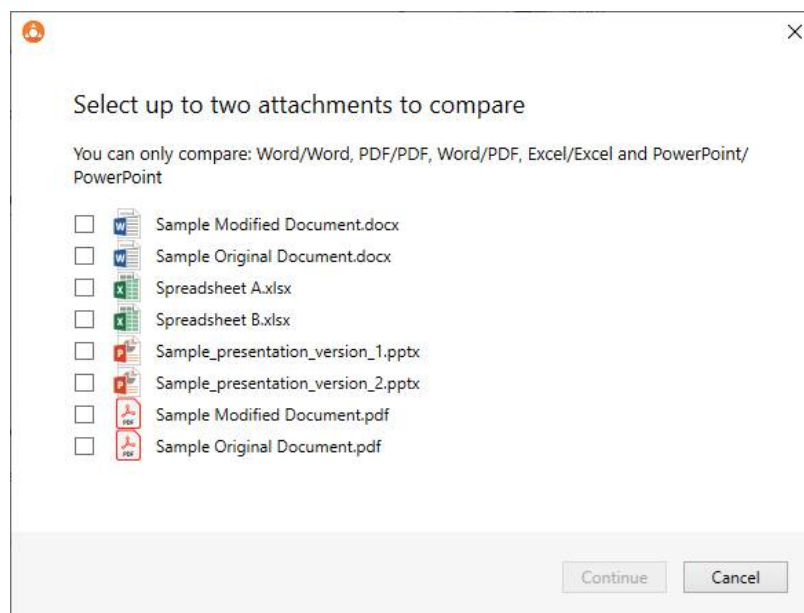 Select up to two attachments to compare
You can only compare: Word/Word, PDF/PDF, Word/PDF, Excel/Excel and PowerPoint/
PowerPoint
Sample Modified Document.docx
Sample Original Document.docx
Spreadsheet A.xlsx
Spreadsheet B.xlsx
Sample_presentation_version_1.pptx
Sample_presentation_version_2.pptx
Sample Modified Document.pdf
Sample Original Document.pdf
Continue
Cancel